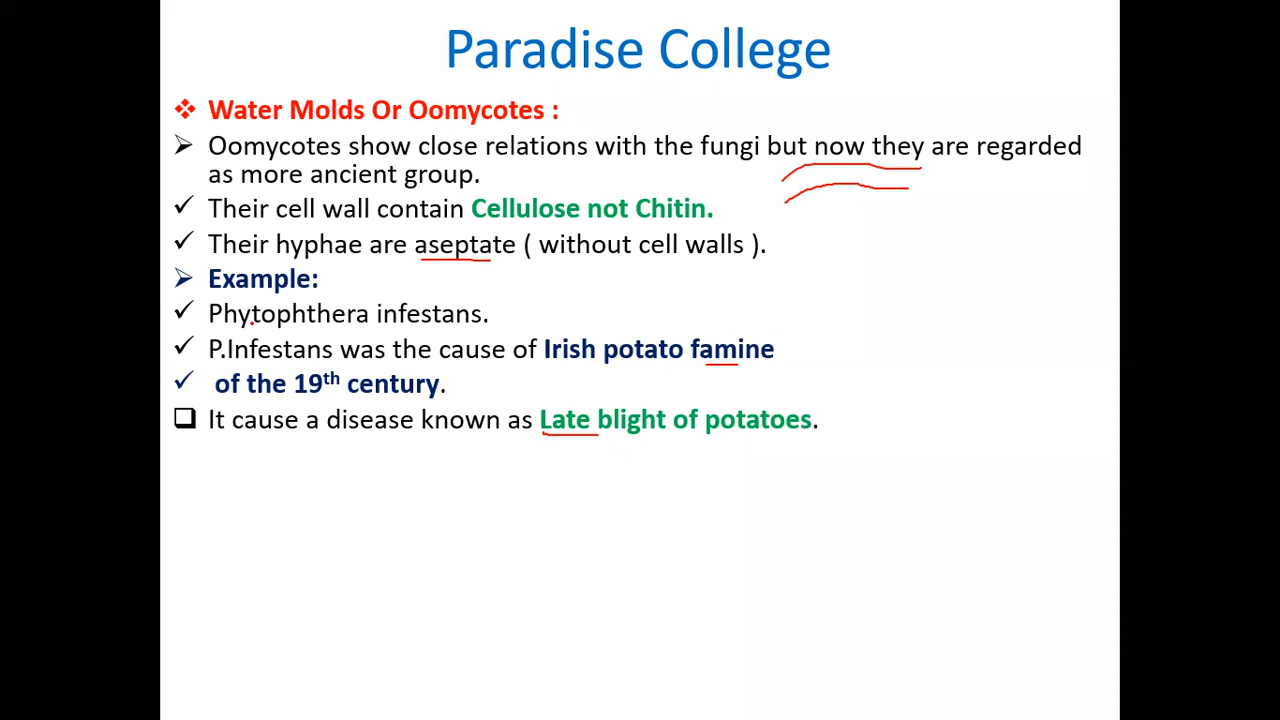 Paradise College
Water Molds Or Oomycotes :
Oomycotes show close relations with the fungi but now they are regarded
as more ancient group.
Their cell wall contain Cellulose not Chitin.
Their hyphae are aseptate ( without cell walls ).
Example:
Phytophthera infestans.
P.Infestans was the cause of Irish potato famine
of the 19th century.
It cause a disease known as Late blight of potatoes.